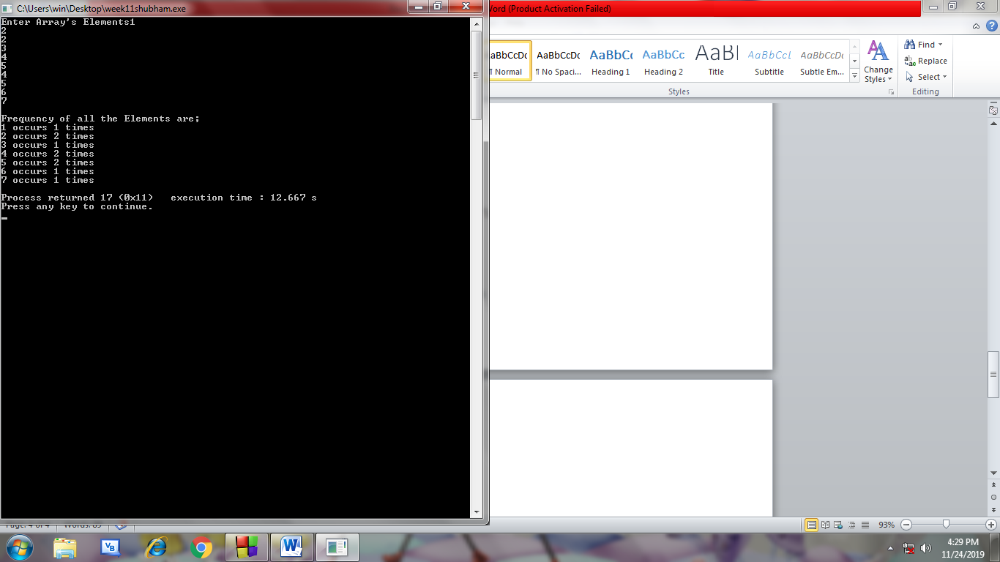 C:\Users\win\Desktop\week11shubham.exe
Enter Array's Elements1
2
2
3
4
5
4
5
6
7
Frequency of all the Elements are;
1 occurs 1 times
2 occurs 2 times
3 occurs 1 times
4 occurs 2 times
5 occurs 2 times
6 occurs 1 times
7 occurs 1 times
Process returned 17 (0x11)   execution time : 12.667 s
Press any key to continue.
Word (Product Activation Failed)
AaBbCcDc AaBbCcDc AaBbCc AaBbCc AaBl AaBbCcL AaBbCcDc
¶ Normal ¶ No Spaci... Heading 1 Heading 2 Title Subtitle Subtle Em...
Change Styles
Styles
Find
Replace
Select
Editing
Page: 4 of 4 Words: 85
93%
4:29 PM
11/24/2019